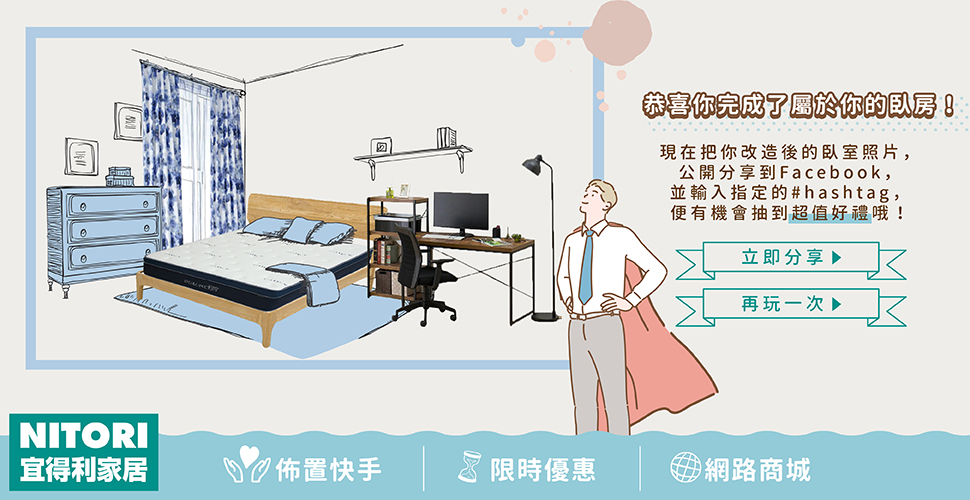 恭喜你完成了屬於你的臥房！
現在把你改造後的臥室照片，
公開分享到Facebook，
並輸入指定的#hashtag，
便有機會抽到超值好禮哦！
立即分享
再玩一次
NITORI
宜得利家居
佈置快手
限時優惠
網路商城